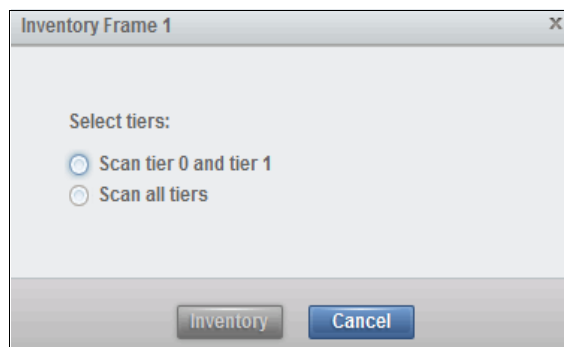 Inventory Frame 1 x
Select tiers:
Scan tier 0 and tier 1
Scan all tiers
Inventory Cancel